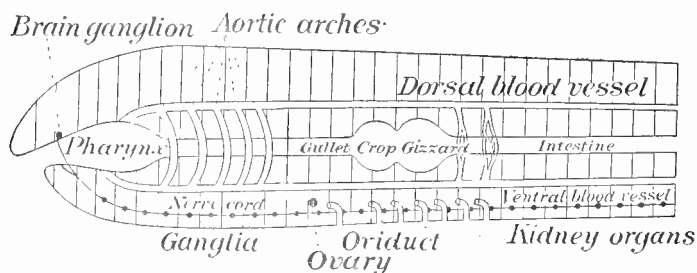 Brain ganglion Aortic arches
Dorsal blood vessel
Pharynx Gullet Crop Gizzard Intestine
Nerve cord Ventral blood vessel
Ganglia Oviduct Kidney organs
Ovary